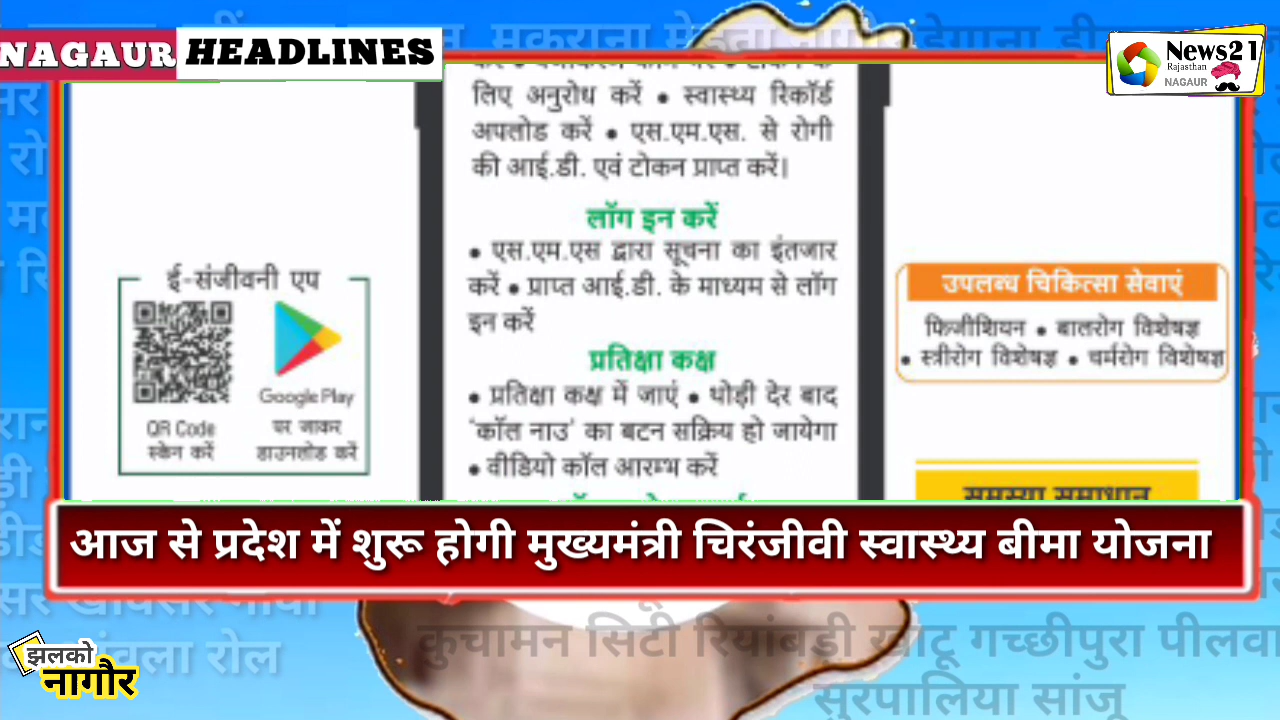 NAGAUR HEADLINES
News21
Rajasthan
NAGAUR
लिए अनुरोध करें • स्वास्थ्य रिकॉर्ड
अपलोड करें • एस.एम.एस. से रोगी
की आई.डी. एवं टोकन प्राप्त करें।
लॉग इन करें
• एस.एम.एस द्वारा सूचना का इंतजार
करें • प्राप्त आई.डी. के माध्यम से लॉग
इन करें
प्रतिक्षा कक्ष
• प्रतिक्षा कक्ष में जाएं • थोड़ी देर बाद
'कॉल नाउ' का बटन सक्रिय हो जायेगा
• वीडियो कॉल आरम्भ करें
ई-संजीवनी एप
Google Play
QR Code
स्केन करें
पर जाकर
डाउनलोड करें
उपलब्ध चिकित्सा सेवाएं
फिजीशियन • बालरोग विशेषज्ञ
• स्त्रीरोग विशेषज्ञ • चर्मरोग विशेषज्ञ
समस्या समाधान
आज से प्रदेश में शुरू होगी मुख्यमंत्री चिरंजीवी स्वास्थ्य बीमा योजना
झलको
नागौर
कुचामन सिटी रियांबड़ी खाटू गच्छीपुरा पीलवा
सुरपालिया सांजू